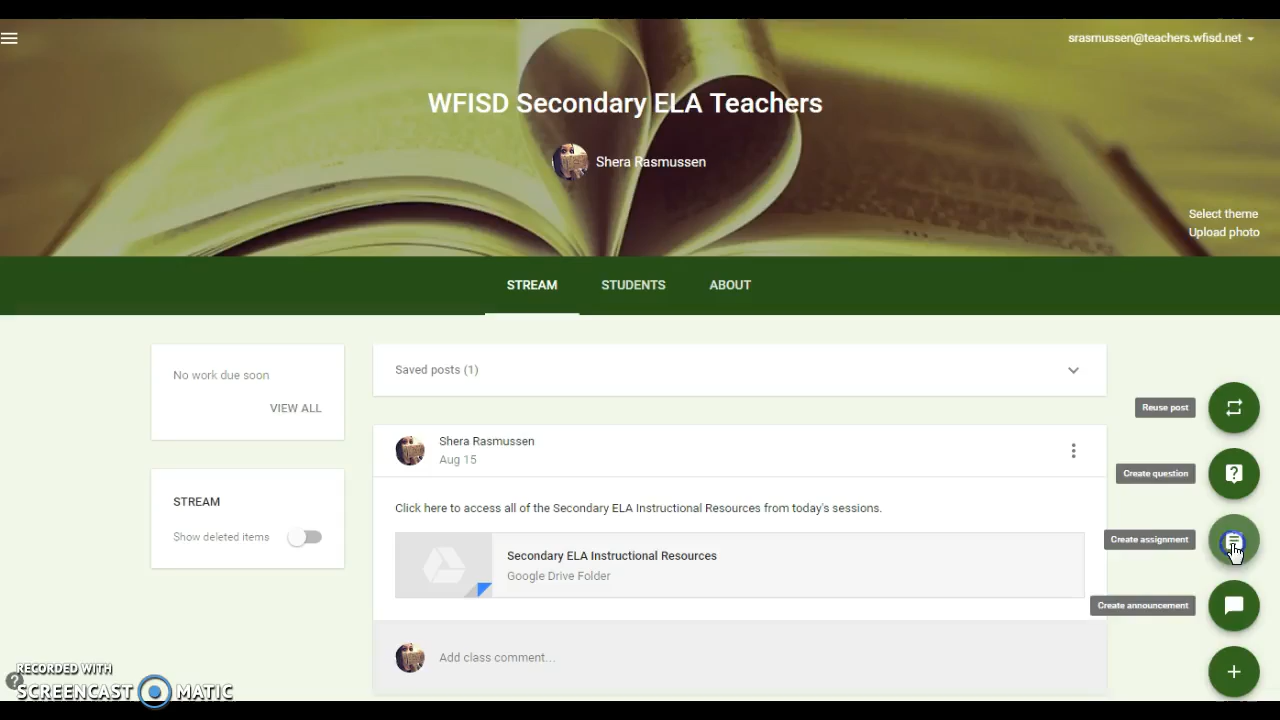 srasmussen@teachers.wfisd.net
WFISD Secondary ELA Teachers
Shera Rasmussen
Select theme
Upload photo
STREAM
STUDENTS
ABOUT
No work due soon
VIEW ALL
STREAM
Show deleted items
Saved posts (1)
Shera Rasmussen
Aug 15
Click here to access all of the Secondary ELA Instructional Resources from today's sessions.
Secondary ELA Instructional Resources
Google Drive Folder
Add class comment...
Reuse post
Create question
Create assignment
Create announcement
RECORDED WITH
SCREENCAST MATIC